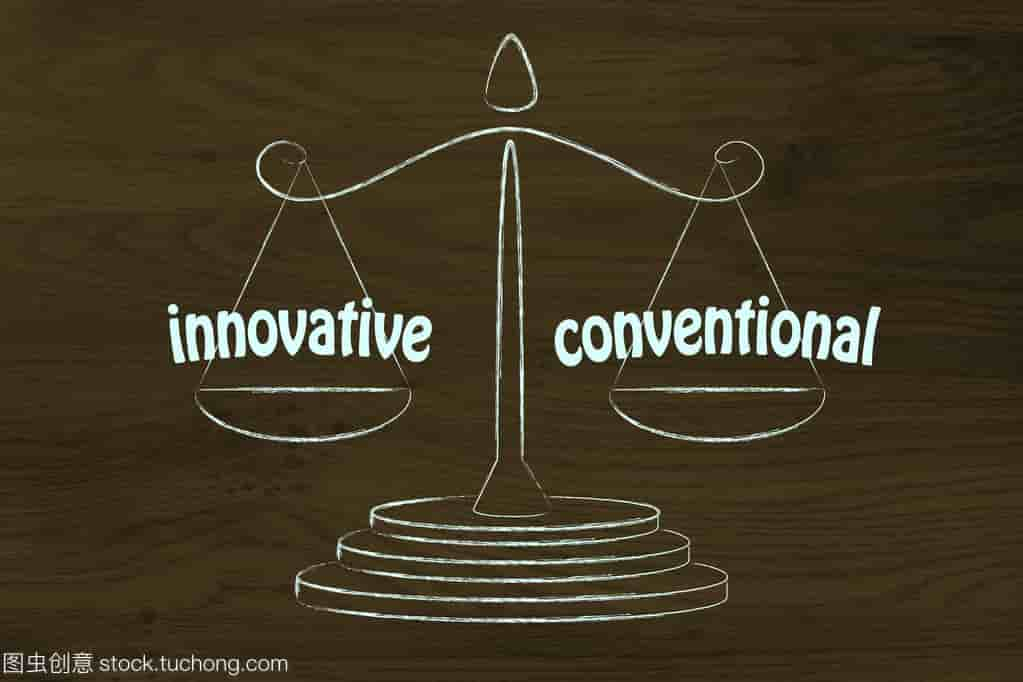 innovative
conventional
图虫创意 stock.tuchong.com